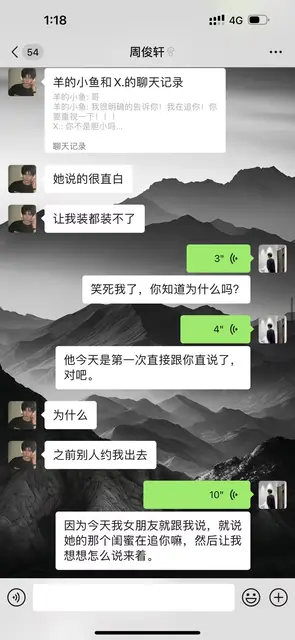 1:18
4G
54
周俊轩
羊的小鱼和X.的聊天记录
羊的小鱼: 哥
羊的小鱼: 我很明确的告诉你！我在追你！你
要重视一下！！！
X.: 你不是胆小吗...
聊天记录
她说的很直白
让我装都装不了
3"
笑死我了，你知道为什么吗?
4"
他今天是第一次直接跟你直说了，
对吧。
为什么
之前别人约我出去
10"
因为今天我女朋友就跟我说，就说
她的那个闺蜜在追你嘛，然后让我
想想怎么说来着。